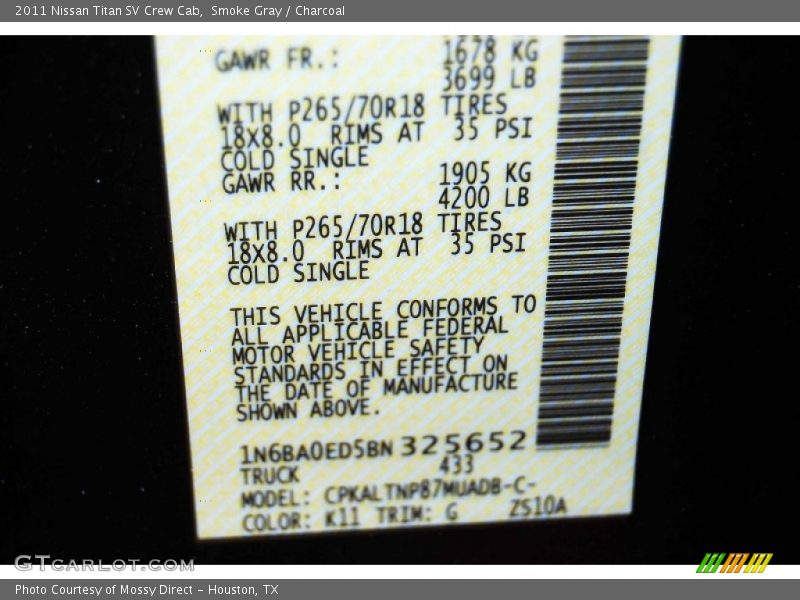 2011 Nissan Titan SV Crew Cab,  Smoke Gray / Charcoal
GAWR FR.: 1678 KG
3699 LB
WITH P265/70R18 TIRES
18X8.0 RIMS AT 35 PSI
COLD SINGLE
GAWR RR.: 1905 KG
4200 LB
WITH P265/70R18 TIRES
18X8.0 RIMS AT 35 PSI
COLD SINGLE
THIS VEHICLE CONFORMS TO
ALL APPLICABLE FEDERAL
MOTOR VEHICLE SAFETY
STANDARDS IN EFFECT ON
THE DATE OF MANUFACTURE
SHOWN ABOVE.
1N6BA0ED5BN 325652
TRUCK 433
MODEL: CPKALTNP87MUADB-C-
COLOR: K11 TRIM: G ZS10A
GTCARLOT.COM
Photo Courtesy of Mossy Direct - Houston, TX